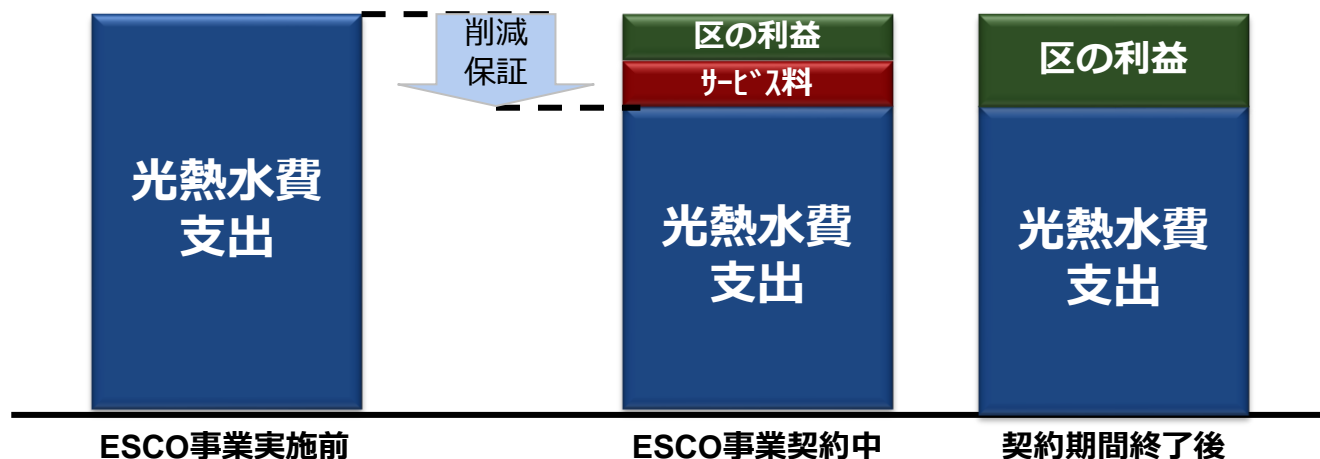 光熱水費
支出
削減
保証
区の利益
ｻｰﾋﾞｽ料
光熱水費
支出
区の利益
光熱水費
支出
ESCO事業実施前
ESCO事業契約中
契約期間終了後